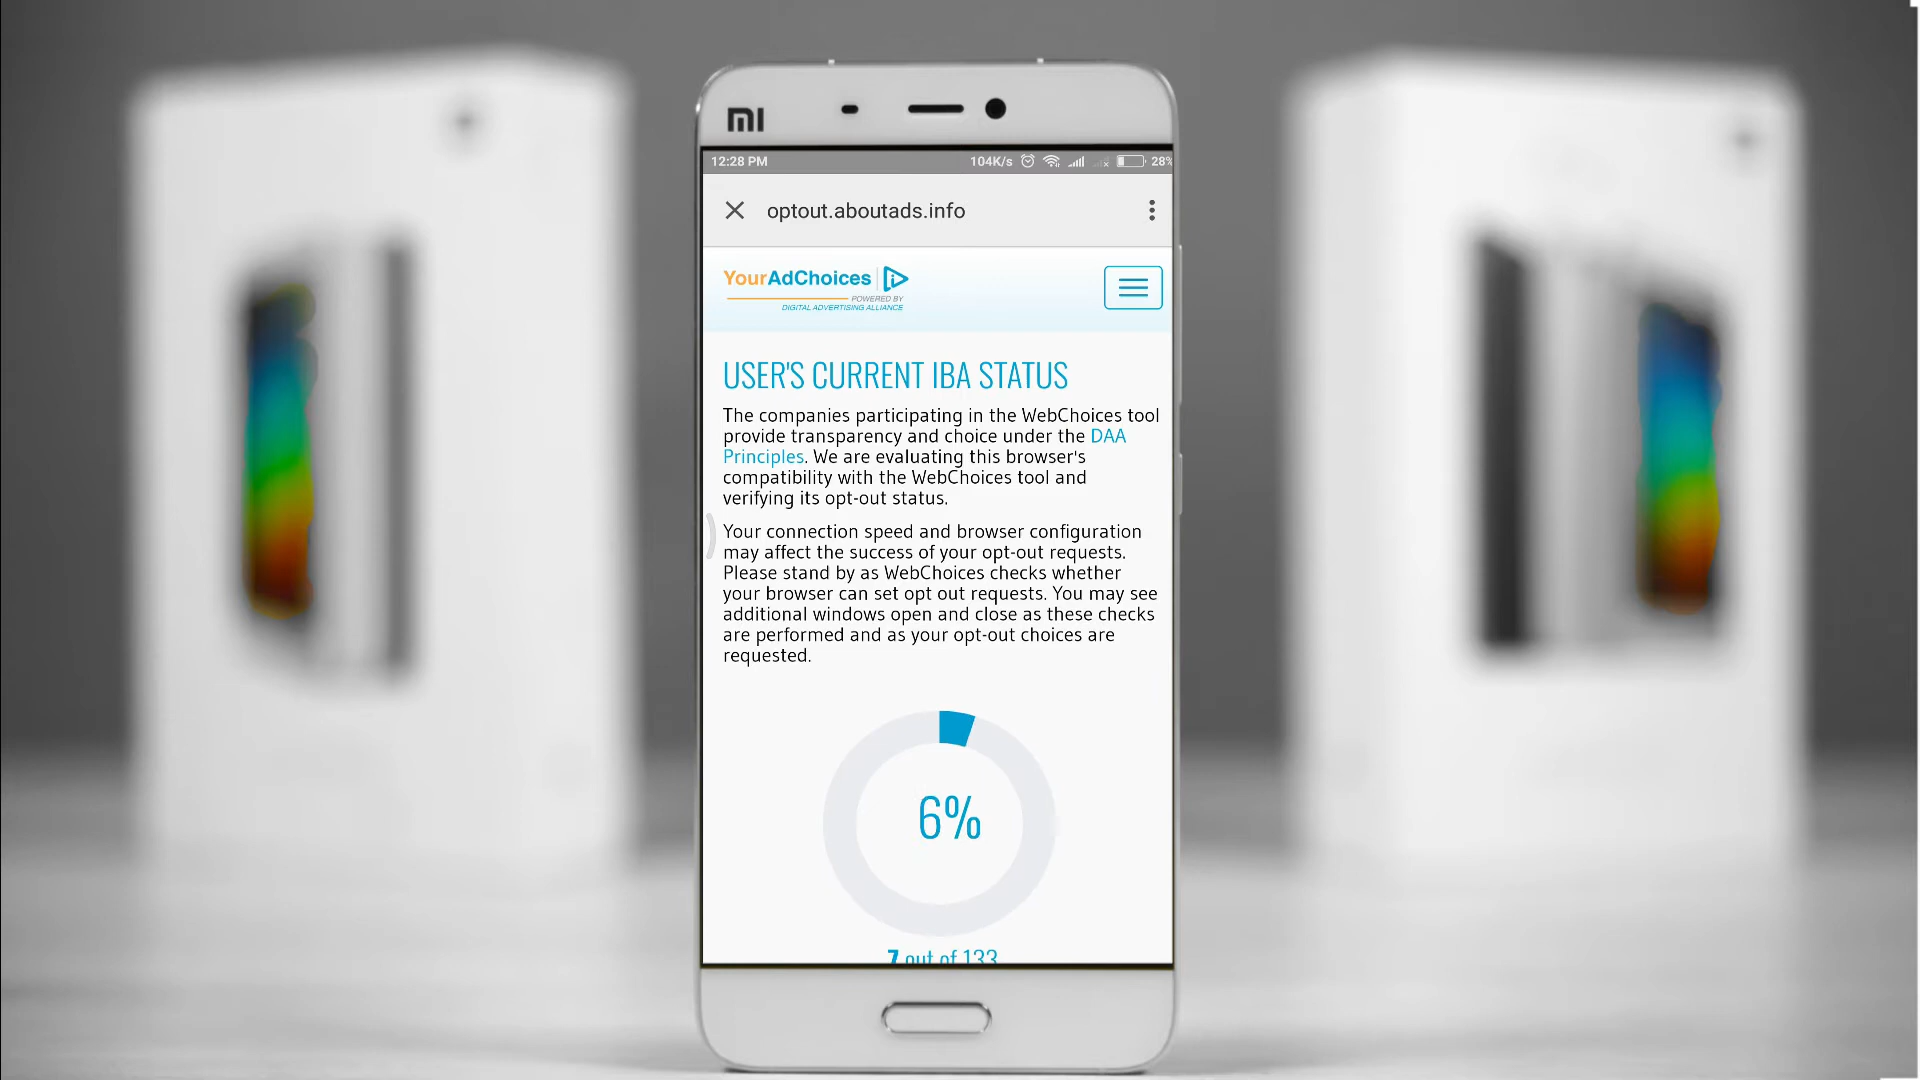 MI
12:28 PM 104K/s 28%
optout.aboutads.info
YourAdChoices
POWERED BY
DIGITAL ADVERTISING ALLIANCE
USER'S CURRENT IBA STATUS
The companies participating in the WebChoices tool
provide transparency and choice under the DAA
Principles. We are evaluating this browser's
compatibility with the WebChoices tool and
verifying its opt-out status.
Your connection speed and browser configuration
may affect the success of your opt-out requests.
Please stand by as WebChoices checks whether
your browser can set opt out requests. You may see
additional windows open and close as these checks
are performed and as your opt-out choices are
requested.
6%
7 out of 133